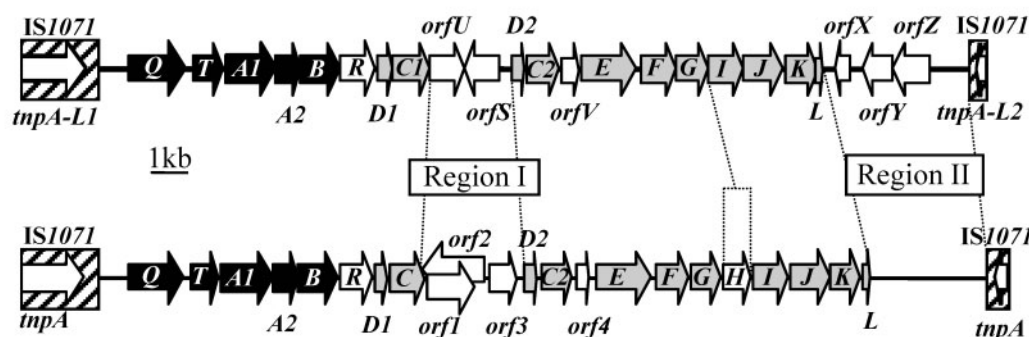 IS1071 orfU D2 orfX orfZ IS1071
Q T A1 B R C1 C2 E F G I J K
tnpA-L1 A2 D1 orfS orfV L orfY tnpA-L2
1kb
Region I Region II
IS1071 orf2 D2 IS1071
Q T A1 B R C C2 E F G H I J K
tnpA A2 D1 orf1 orf3 orf4 L tnpA